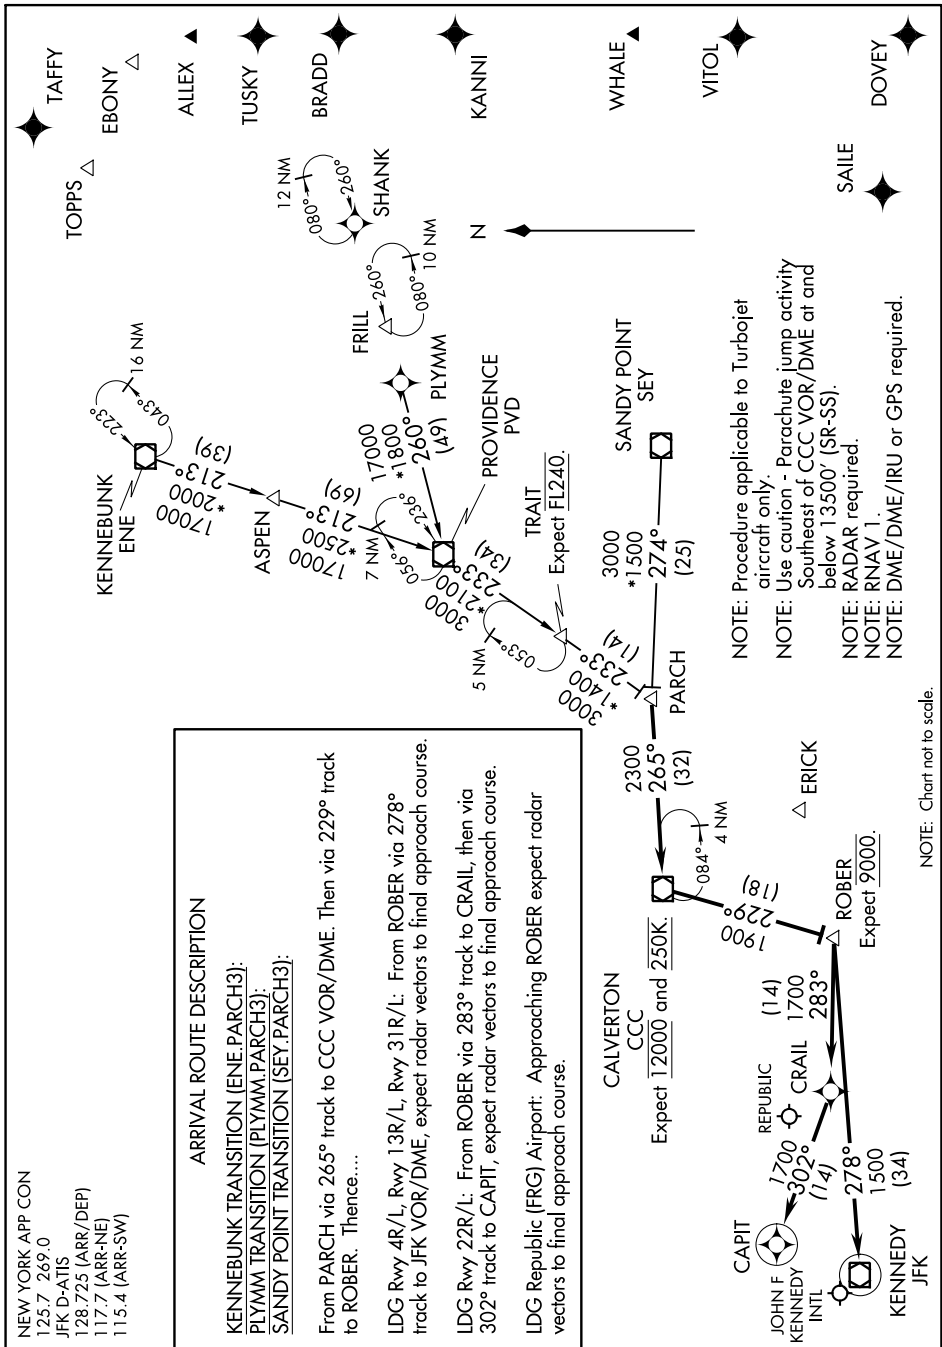 NEW YORK APP CON
125.7 269.0
JFK D-ATIS
128.725 (ARR/DEP)
117.7 (ARR-NE)
115.4 (ARR-SW)
ARRIVAL ROUTE DESCRIPTION
KENNEBUNK TRANSITION (ENE.PARCH3):
PLYMM TRANSITION (PLYMM.PARCH3):
SANDY POINT TRANSITION (SEY.PARCH3):
From PARCH via 265° track to CCC VOR/DME. Then via 229° track
to ROBER. Thence....
LDG Rwy 4R/L, Rwy 13R/L, Rwy 31R/L: From ROBER via 278°
track to JFK VOR/DME, expect radar vectors to final approach course.
LDG Rwy 22R/L: From ROBER via 283° track to CRAIL, then via
302° track to CAPIT, expect radar vectors to final approach course.
LDG Republic (FRG) Airport: Approaching ROBER expect radar
vectors to final approach course.
TAFFY
EBONY
TOPPS
ALLEX
TUSKY
BRADD
KANNI
WHALE
VITOL
DOVEY
SAILE
N
12 NM
080°
260°
SHANK
FRILL
260°
080°
10 NM
KENNEBUNK
ENE
223°
043°
16 NM
17000
*2000
213°
(39)
ASPEN
17000
*2500
213°
(69)
PLYMM
17000
*1800
260°
(49)
7 NM
056°
236°
PROVIDENCE
PVD
3000
*2100
233°
(34)
TRAIT
Expect FL240.
5 NM
053°
3000
*1400
233°
(14)
SANDY POINT
SEY
3000
*1500
274°
(25)
PARCH
2300
265°
(32)
084°
4 NM
CALVERTON
CCC
Expect 12000 and 250K.
1900
229°
(18)
ERICK
ROBER
Expect 9000.
(14)
1700
283°
CRAIL
REPUBLIC
1700
302°
(14)
278°
1500
(34)
CAPIT
JOHN F
KENNEDY
INTL
KENNEDY
JFK
NOTE: Procedure applicable to Turbojet
aircraft only.
NOTE: Use caution - Parachute jump activity
Southeast of CCC VOR/DME at and
below 13500' (SR-SS).
NOTE: RADAR required.
NOTE: RNAV 1.
NOTE: DME/DME/IRU or GPS required.
NOTE: Chart not to scale.